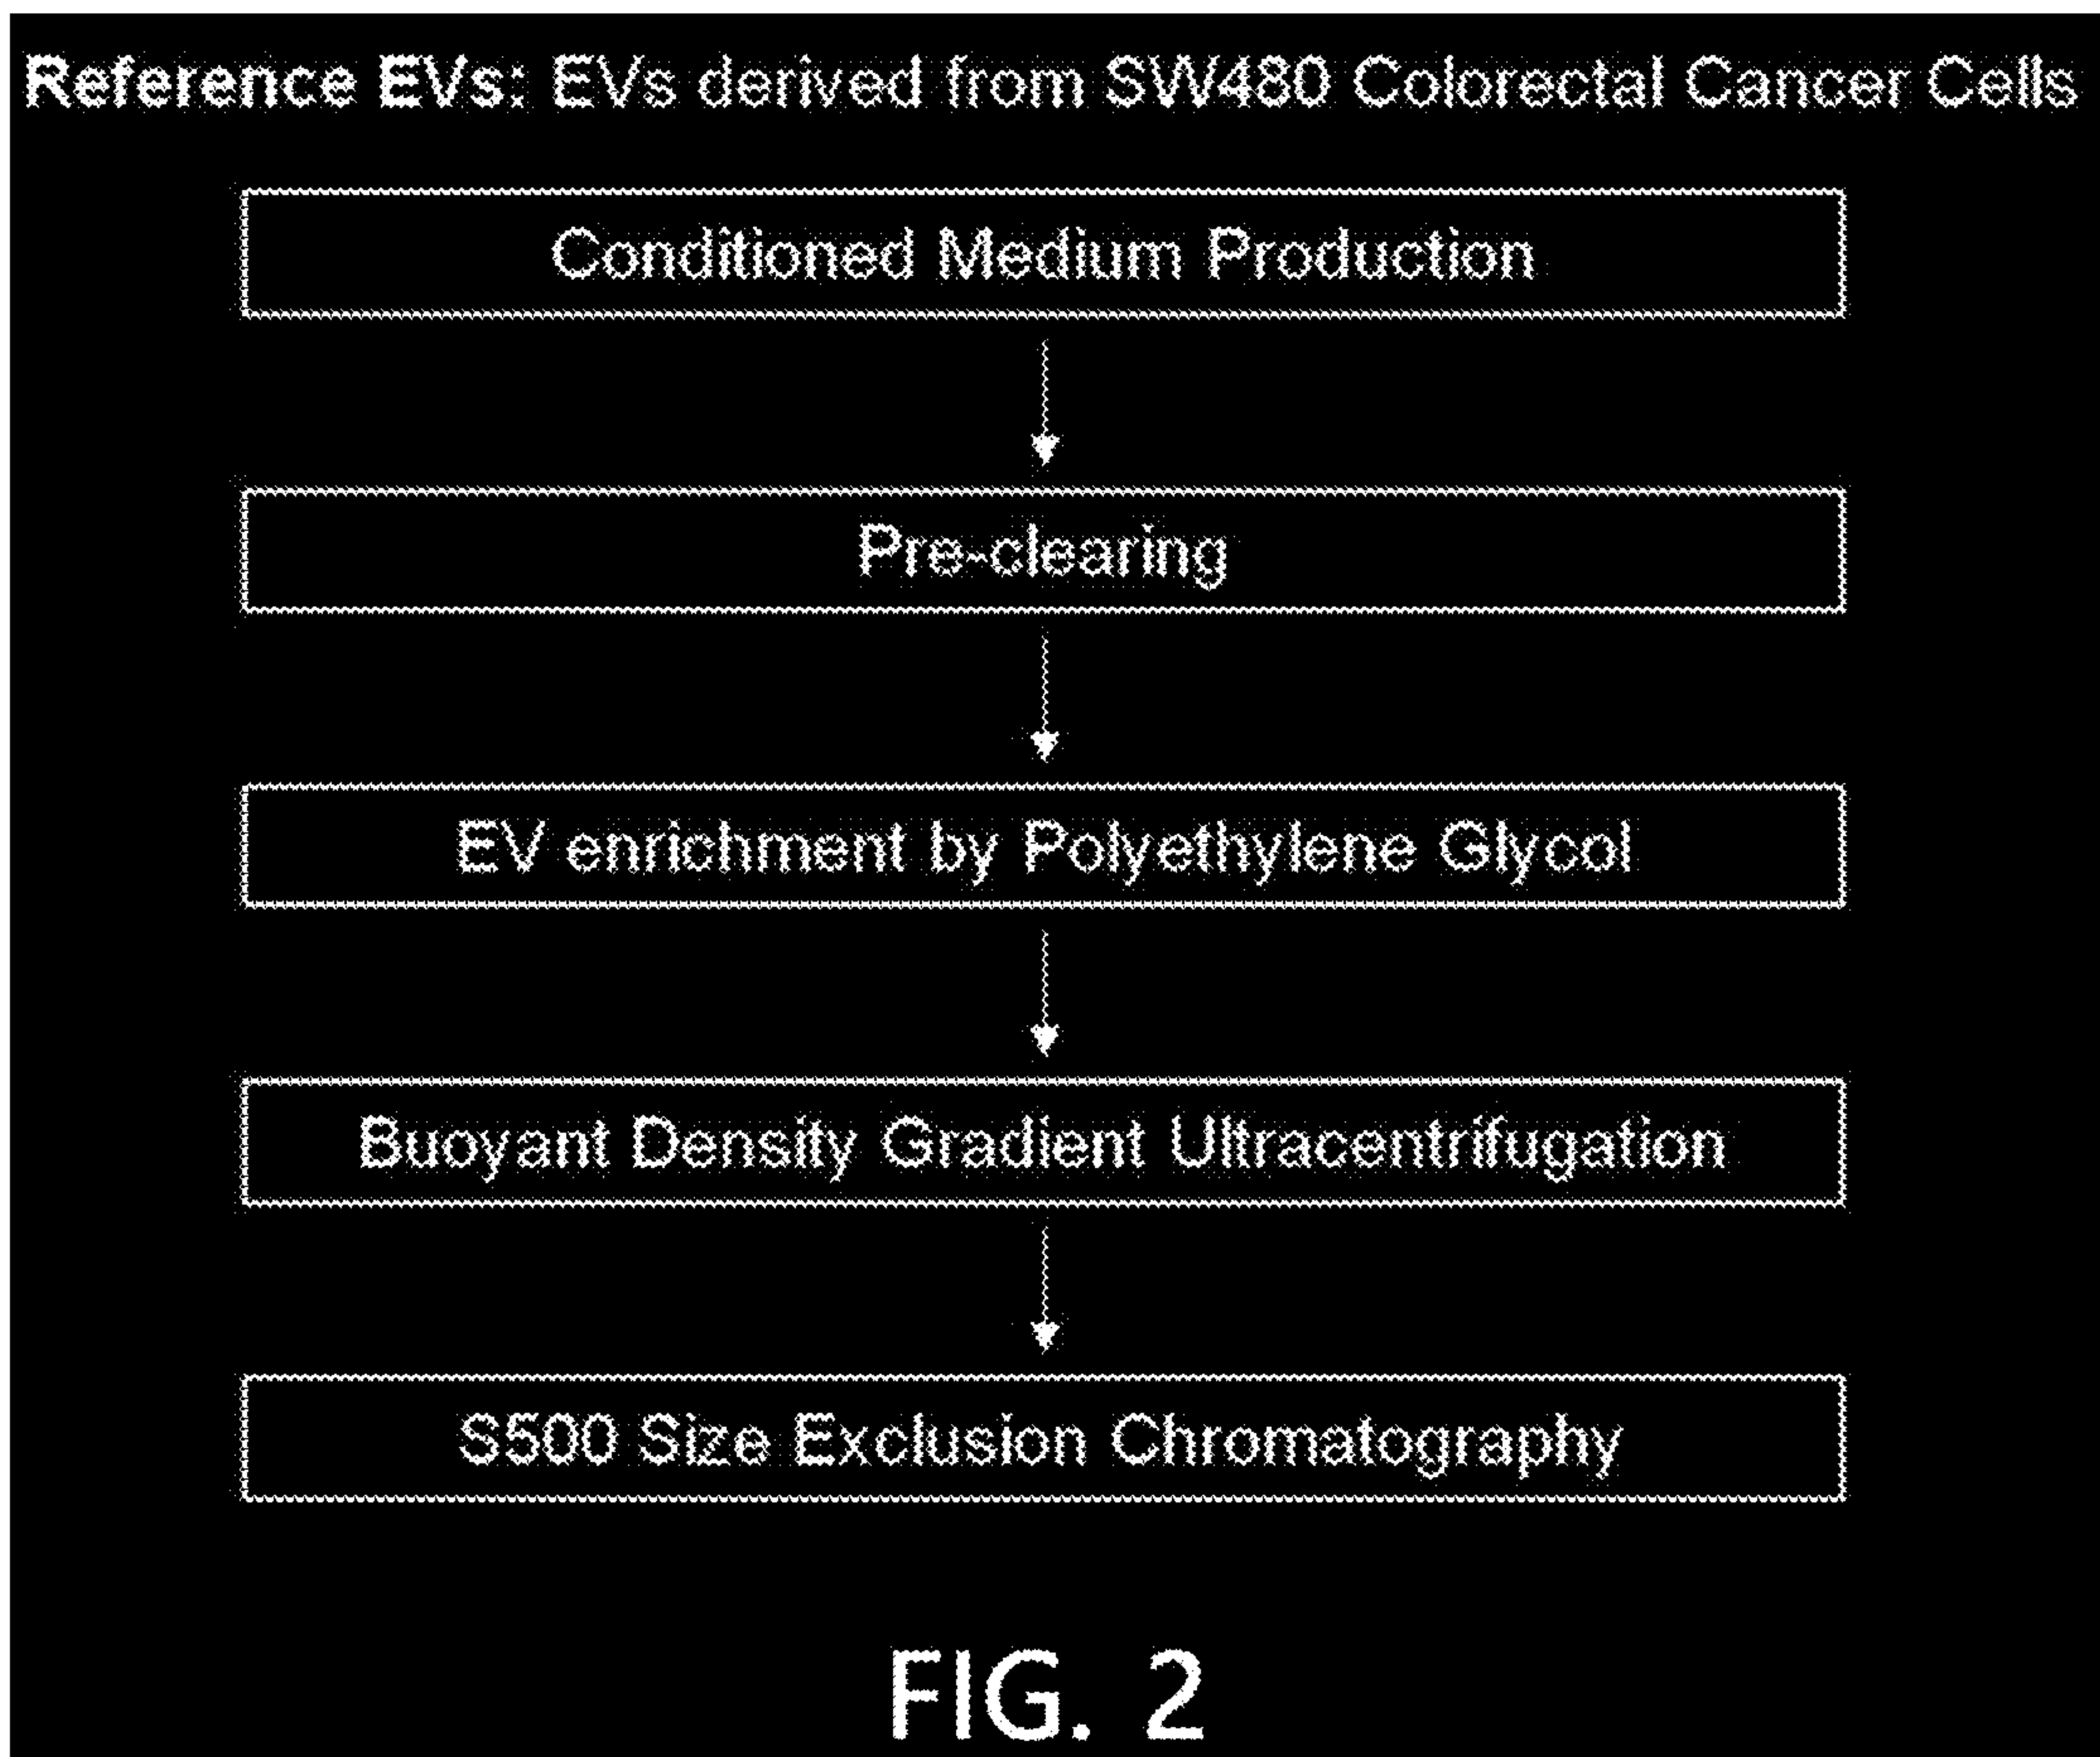 Reference EVs: EVs derived from SW480 Colorectal Cancer Cells
Conditioned Medium Production
Pre-clearing
EV enrichment by Polyethylene Glycol
Buoyant Density Gradient Ultracentrifugation
S500 Size Exclusion Chromatography
FIG. 2